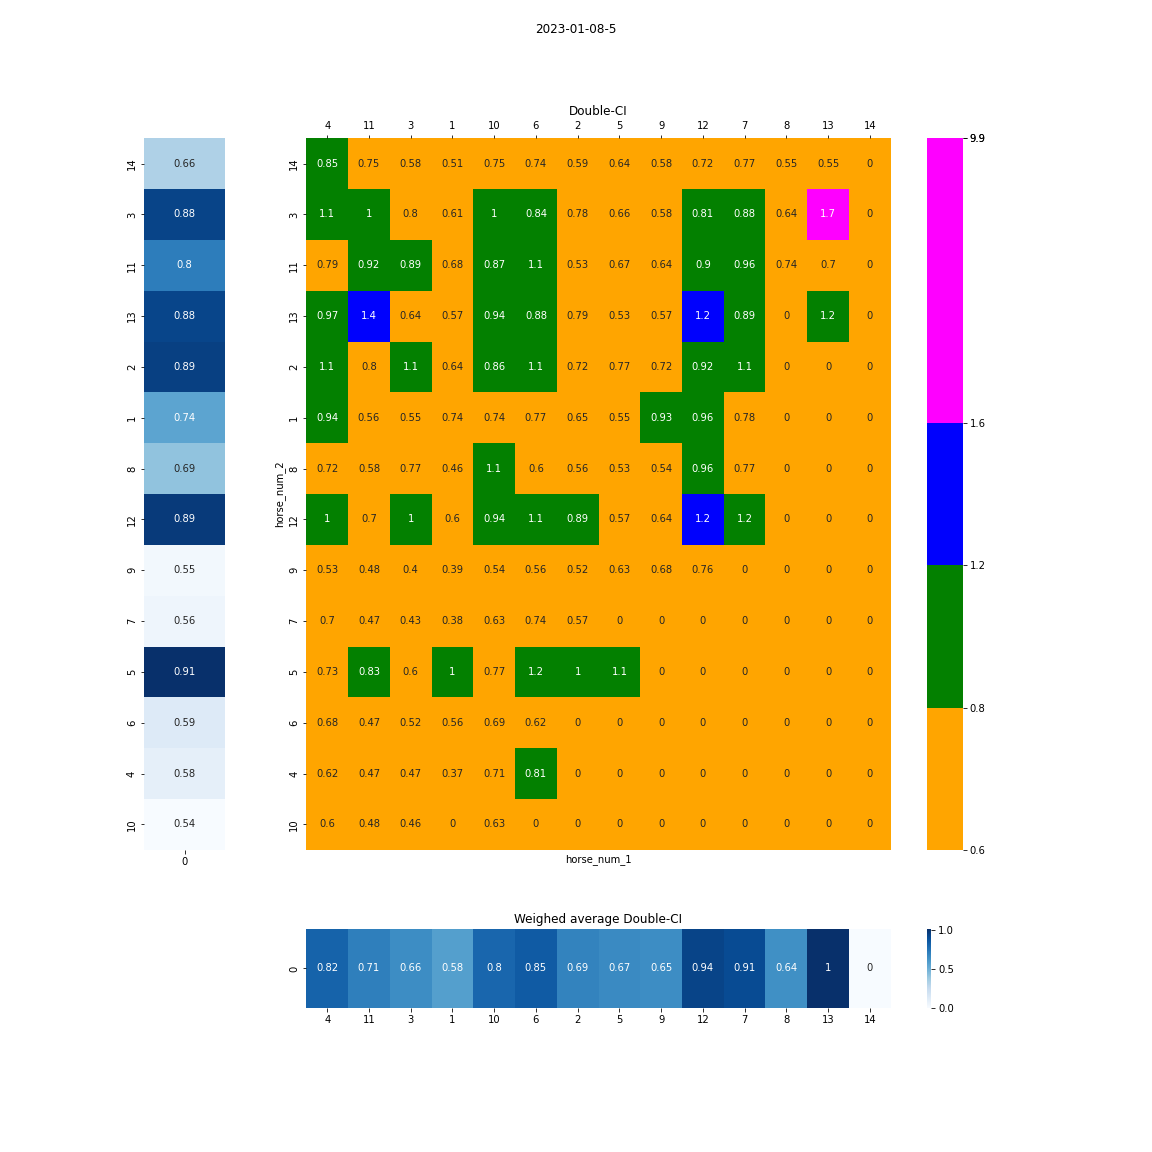 2023-01-08-5
Double-CI
4 11 3 1 10 6 2 5 9 12 7 8 13 14
9.9
14 0.66 14 0.85 0.75 0.58 0.51 0.75 0.74 0.59 0.64 0.58 0.72 0.77 0.55 0.55 0
3 0.88 3 1.1 1 0.8 0.61 1 0.84 0.78 0.66 0.58 0.81 0.88 0.64 1.7 0
11 0.8 11 0.79 0.92 0.89 0.68 0.87 1.1 0.53 0.67 0.64 0.9 0.96 0.74 0.7 0
13 0.88 13 0.97 1.4 0.64 0.57 0.94 0.88 0.79 0.53 0.57 1.2 0.89 0 1.2 0
2 0.89 2 1.1 0.8 1.1 0.64 0.86 1.1 0.72 0.77 0.72 0.92 1.1 0 0 0
1 0.74 1 0.94 0.56 0.55 0.74 0.74 0.77 0.65 0.55 0.93 0.96 0.78 0 0 0
1.6
8 0.69 8 0.72 0.58 0.77 0.46 1.1 0.6 0.56 0.53 0.54 0.96 0.77 0 0 0
horse_num_2
12 0.89 12 1 0.7 1 0.6 0.94 1.1 0.89 0.57 0.64 1.2 1.2 0 0 0
1.2
9 0.55 9 0.53 0.48 0.4 0.39 0.54 0.56 0.52 0.63 0.68 0.76 0 0 0 0
7 0.56 7 0.7 0.47 0.43 0.38 0.63 0.74 0.57 0 0 0 0 0 0 0
5 0.91 5 0.73 0.83 0.6 1 0.77 1.2 1 1.1 0 0 0 0 0 0
0.8
6 0.59 6 0.68 0.47 0.52 0.56 0.69 0.62 0 0 0 0 0 0 0 0
4 0.58 4 0.62 0.47 0.47 0.37 0.71 0.81 0 0 0 0 0 0 0 0
10 0.54 10 0.6 0.48 0.46 0 0.63 0 0 0 0 0 0 0 0 0
0.6
0
horse_num_1
Weighed average Double-CI
1.0
0 0.82 0.71 0.66 0.58 0.8 0.85 0.69 0.67 0.65 0.94 0.91 0.64 1 0
0.5
0.0
4 11 3 1 10 6 2 5 9 12 7 8 13 14